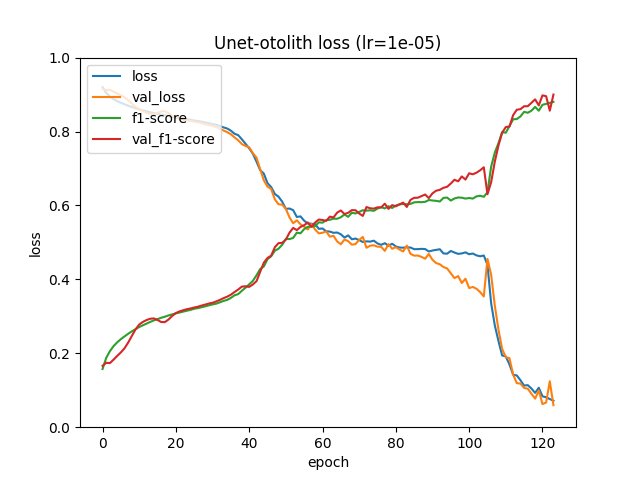 Unet-otolith loss (lr=1e-05)
loss
val_loss
f1-score
val_f1-score
1.0
0.8
0.6
0.4
0.2
0.0
loss
0 20 40 60 80 100 120
epoch